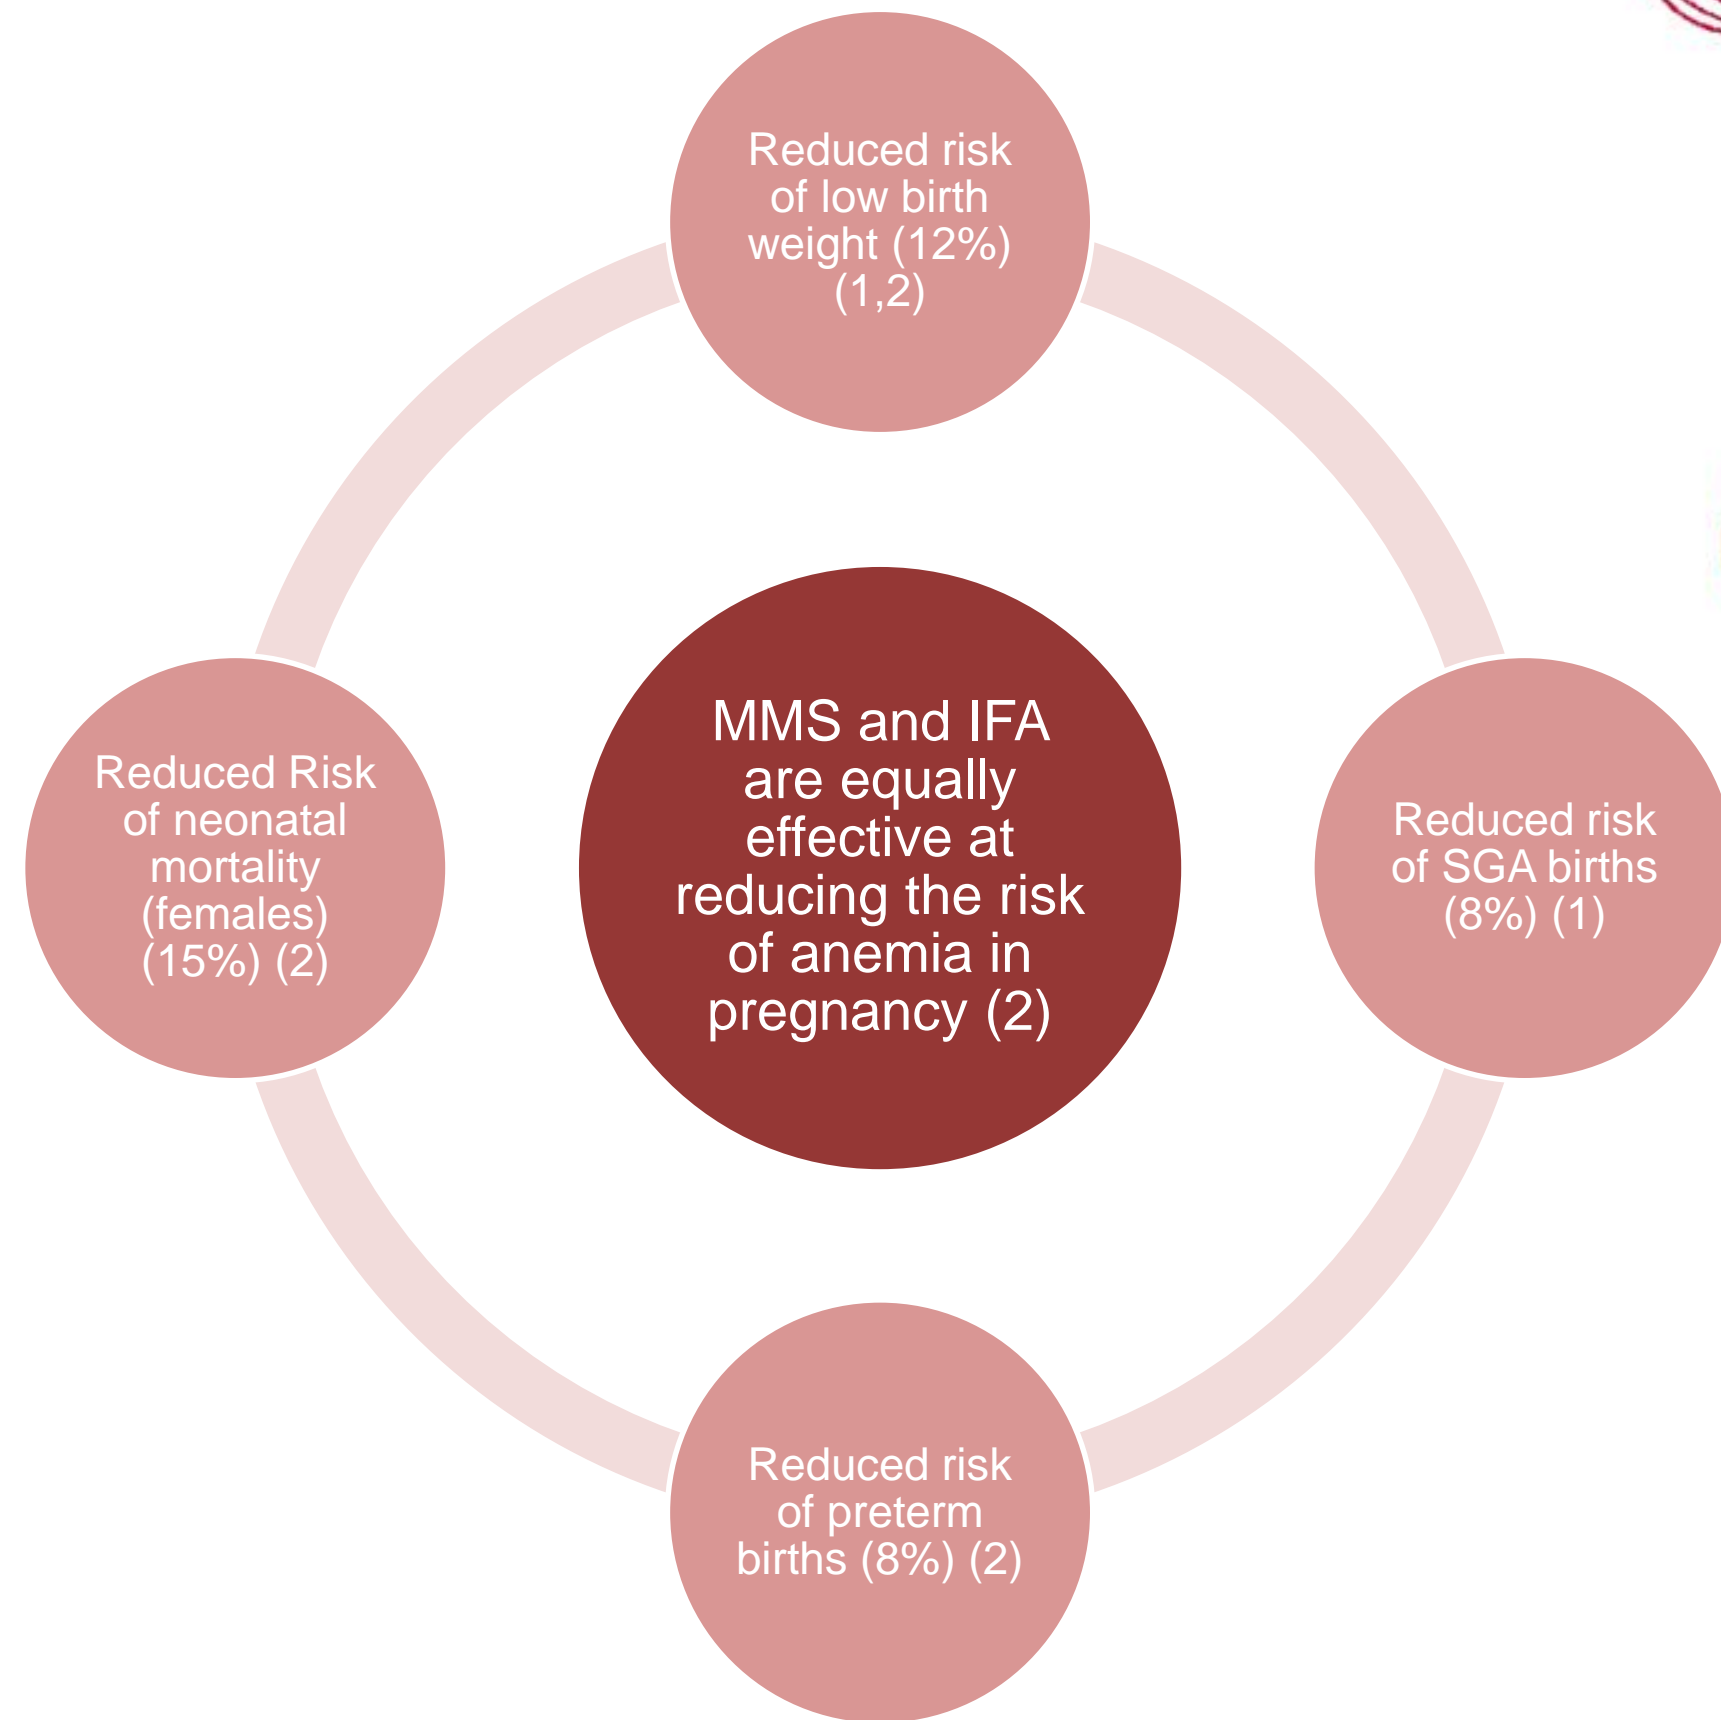 Reduced risk
of low birth
weight (12%)
(1,2)
MMS and IFA
are equally
effective at
reducing the risk
of anemia in
pregnancy (2)
Reduced Risk
of neonatal
mortality
(females)
(15%) (2)
Reduced risk
of SGA births
(8%) (1)
Reduced risk
of preterm
births (8%) (2)